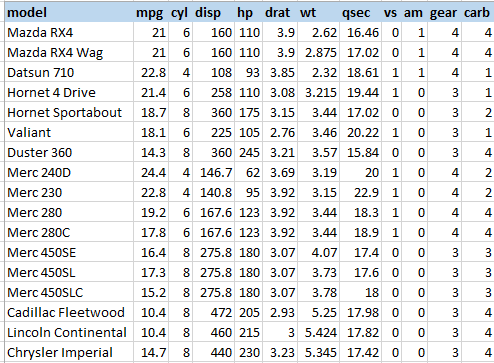 model mpg cyl disp hp drat wt qsec vs am gear carb
Mazda RX4 21 6 160 110 3.9 2.62 16.46 0 1 4 4
Mazda RX4 Wag 21 6 160 110 3.9 2.875 17.02 0 1 4 4
Datsun 710 22.8 4 108 93 3.85 2.32 18.61 1 1 4 1
Hornet 4 Drive 21.4 6 258 110 3.08 3.215 19.44 1 0 3 1
Hornet Sportabout 18.7 8 360 175 3.15 3.44 17.02 0 0 3 2
Valiant 18.1 6 225 105 2.76 3.46 20.22 1 0 3 1
Duster 360 14.3 8 360 245 3.21 3.57 15.84 0 0 3 4
Merc 240D 24.4 4 146.7 62 3.69 3.19 20 1 0 4 2
Merc 230 22.8 4 140.8 95 3.92 3.15 22.9 1 0 4 2
Merc 280 19.2 6 167.6 123 3.92 3.44 18.3 1 0 4 4
Merc 280C 17.8 6 167.6 123 3.92 3.44 18.9 1 0 4 4
Merc 450SE 16.4 8 275.8 180 3.07 4.07 17.4 0 0 3 3
Merc 450SL 17.3 8 275.8 180 3.07 3.73 17.6 0 0 3 3
Merc 450SLC 15.2 8 275.8 180 3.07 3.78 18 0 0 3 3
Cadillac Fleetwood 10.4 8 472 205 2.93 5.25 17.98 0 0 3 4
Lincoln Continental 10.4 8 460 215 3 5.424 17.82 0 0 3 4
Chrysler Imperial 14.7 8 440 230 3.23 5.345 17.42 0 0 3 4